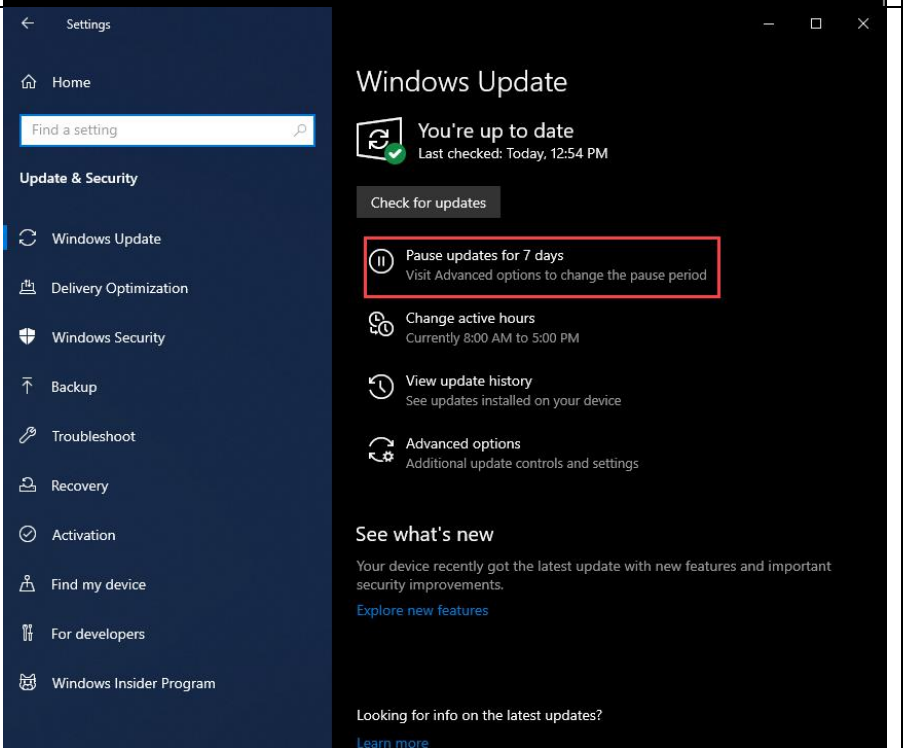 Settings
Home
Find a setting
Update & Security
Windows Update
Delivery Optimization
Windows Security
Backup
Troubleshoot
Recovery
Activation
Find my device
For developers
Windows Insider Program
Windows Update
You're up to date
Last checked: Today, 12:54 PM
Check for updates
Pause updates for 7 days
Visit Advanced options to change the pause period
Change active hours
Currently 8:00 AM to 5:00 PM
View update history
See updates installed on your device
Advanced options
Additional update controls and settings
See what's new
Your device recently got the latest update with new features and important
security improvements.
Explore new features
Looking for info on the latest updates?
Learn more